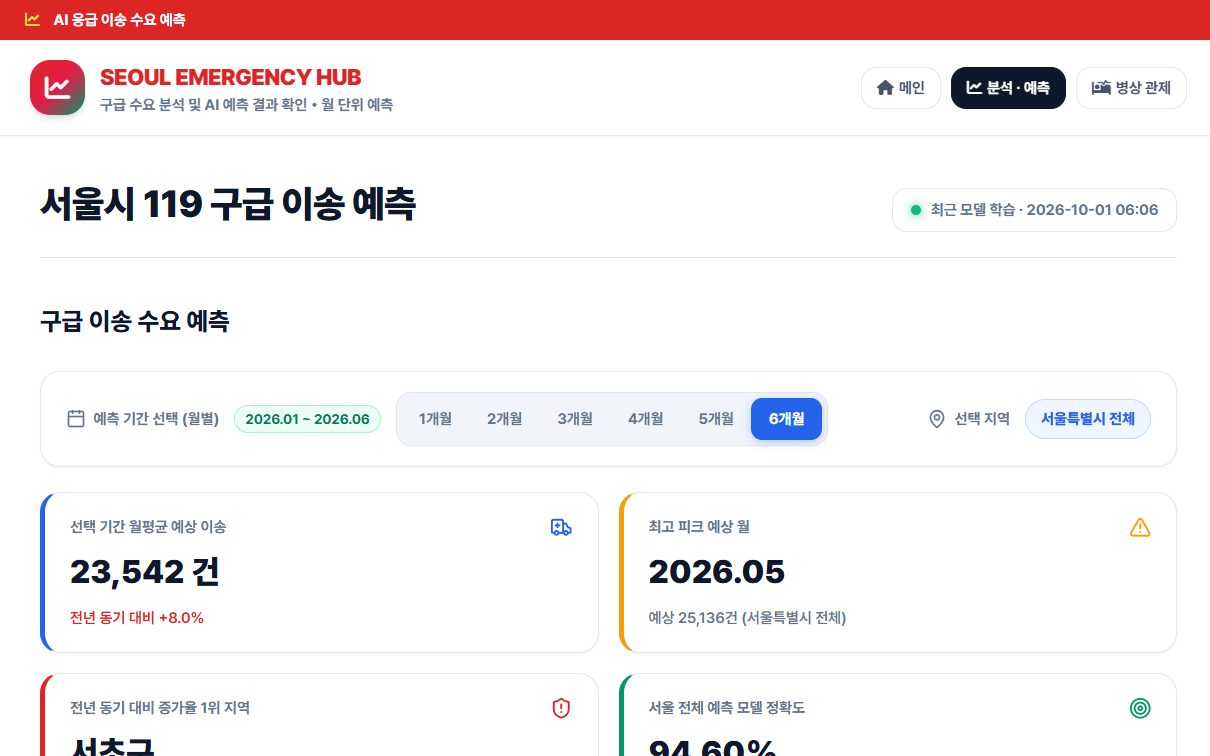 AI 응급 이송 수요 예측
SEOUL EMERGENCY HUB
구급 수요 분석 및 AI 예측 결과 확인 • 월 단위 예측
메인
분석 · 예측
병상 관제
서울시 119 구급 이송 예측
최근 모델 학습 · 2026-10-01 06:06
구급 이송 수요 예측
예측 기간 선택 (월별)
2026.01 ~ 2026.06
1개월
2개월
3개월
4개월
5개월
6개월
선택 지역
서울특별시 전체
선택 기간 월평균 예상 이송
23,542 건
전년 동기 대비 +8.0%
최고 피크 예상 월
2026.05
예상 25,136건 (서울특별시 전체)
전년 동기 대비 증가율 1위 지역
서초구
서울 전체 예측 모델 정확도
94.60%